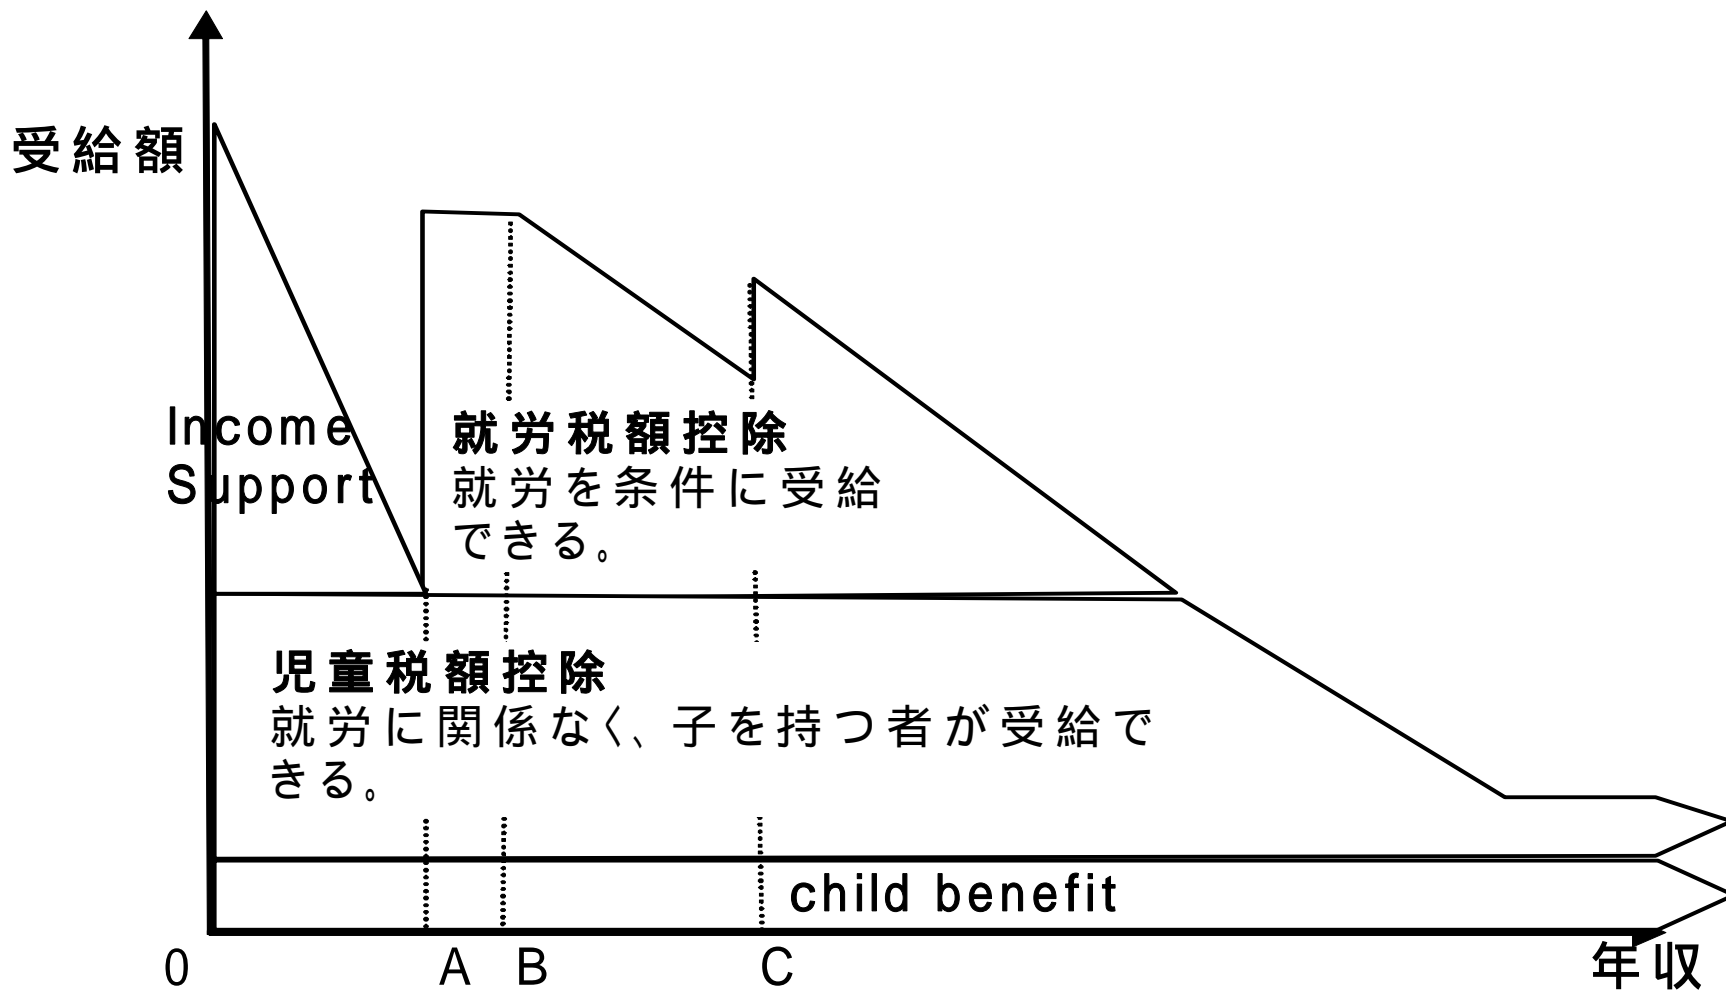 受給額
Income
Support
就労税額控除
就労を条件に受給
できる。
児童税額控除
就労に関係なく、子を持つ者が受給で
きる。
child benefit
0
A
B
C
年収